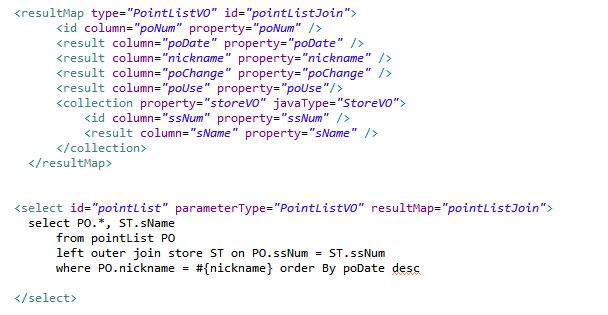 <resultMap type="PointListVO" id="pointListJoin">
<id column="poNum" property="poNum" />
<result column="poDate" property="poDate" />
<result column="nickname" property="nickname" />
<result column="poChange" property="poChange" />
<result column="poUse" property="poUse"/>
<collection property="storeVO" javaType="StoreVO">
<id column="ssNum" property="ssNum" />
<result column="sName" property="sName" />
</collection>
</resultMap>
<select id="pointList" parameterType="PointListVO" resultMap="pointListJoin">
select PO.*, ST.sName
from pointList PO
left outer join store ST on PO.ssNum = ST.ssNum
where PO.nickname = #{nickname} order By poDate desc
</select>